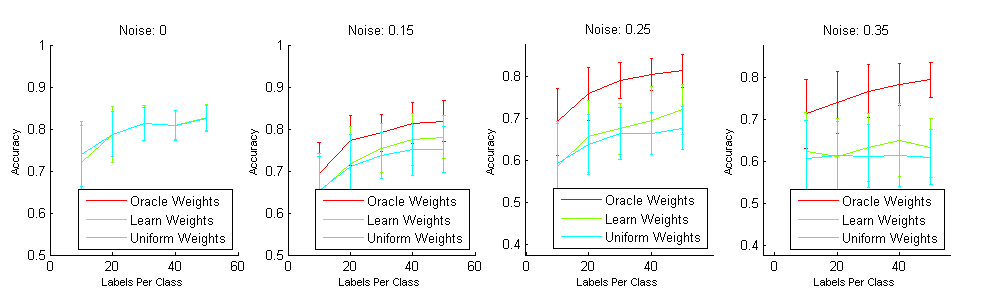 Noise: 0
Accuracy
1
0.9
0.8
0.7
0.6
0.5
0 20 40 60
Labels Per Class
Oracle Weights
Learn Weights
Uniform Weights
Noise: 0.15
Accuracy
1
0.9
0.8
0.7
0.6
0.5
0 20 40 60
Labels Per Class
Oracle Weights
Learn Weights
Uniform Weights
Noise: 0.25
Accuracy
0.8
0.7
0.6
0.5
0.4
0 20 40
Labels Per Class
Oracle Weights
Learn Weights
Uniform Weights
Noise: 0.35
Accuracy
0.8
0.7
0.6
0.5
0.4
0 20 40
Labels Per Class
Oracle Weights
Learn Weights
Uniform Weights